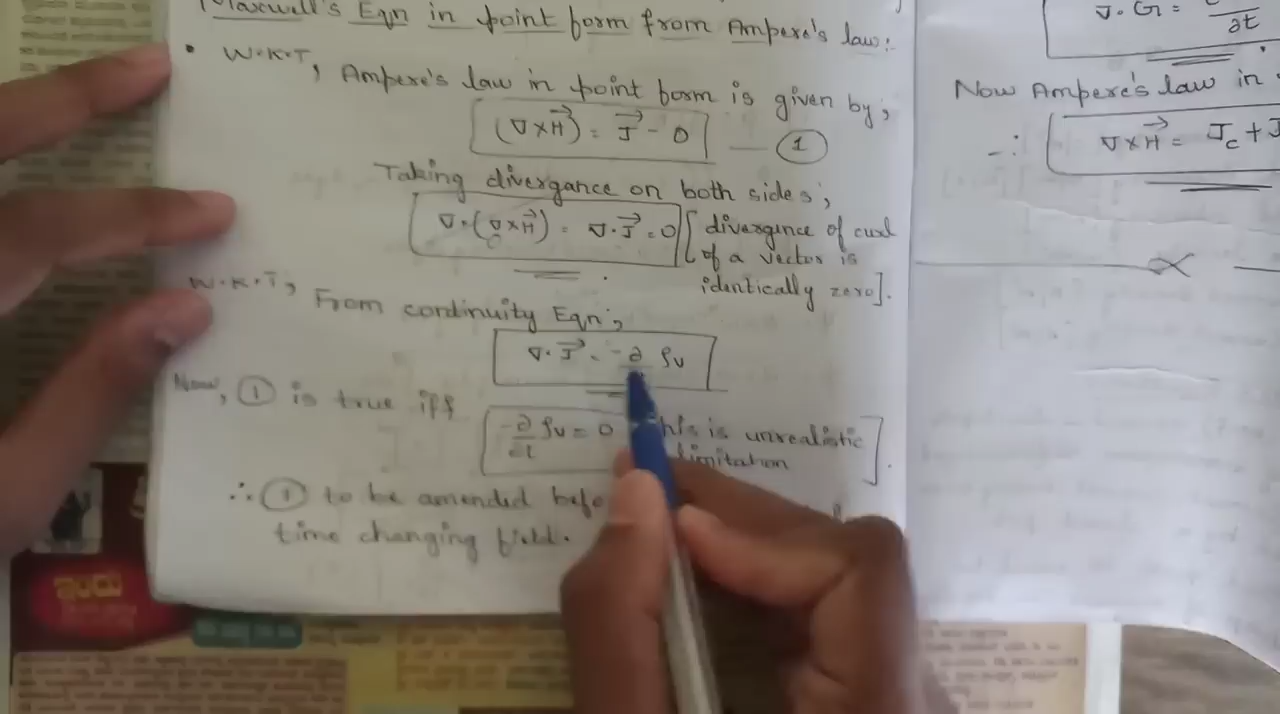 Maxwell's Eqn in point form from Ampere's law:
• W.K.T, Ampere's law in point form is given by;
(∇×H⃗) = J⃗ - 0 — ①
Taking divergance on both sides;
∇.(∇×H⃗) = ∇.J⃗ = 0 [divergence of curl
of a vector is
identically zero].
W.K.T, From continuity Eqn;
∇.J⃗ = -∂ ρv
Now, ① is true iff
-∂/∂t ρv = 0 this is unrealistic
limitation
∴ ① to be amended
time changing field.
∇.G =
∂t
Now Ampere's law in
∴ ∇×H⃗ = Jc + J
ಇಂದು